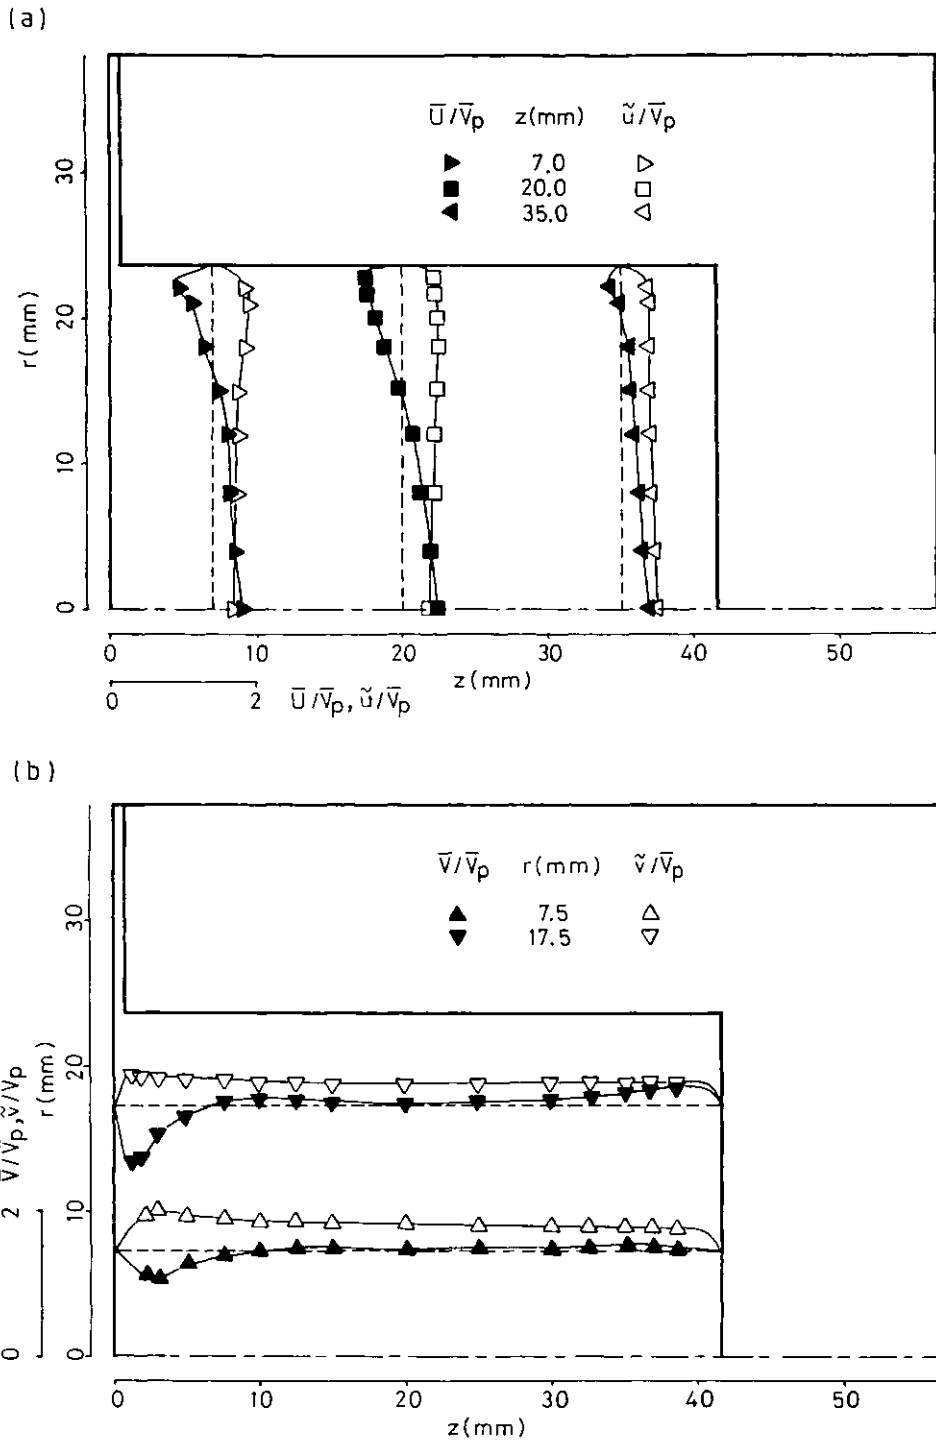 (a)
U̅/V̅p z(mm) ũ/V̅p
7.0
20.0
35.0
30
20
10
0
r(mm)
0 10 20 30 40 50
z(mm)
0 2 U̅/V̅p, ũ/V̅p
(b)
V̅/V̅p r(mm) ṽ/V̅p
7.5
17.5
30
20
10
0
r(mm)
0 2 V̅/V̅p, ṽ/V̅p
0 10 20 30 40 50
z(mm)